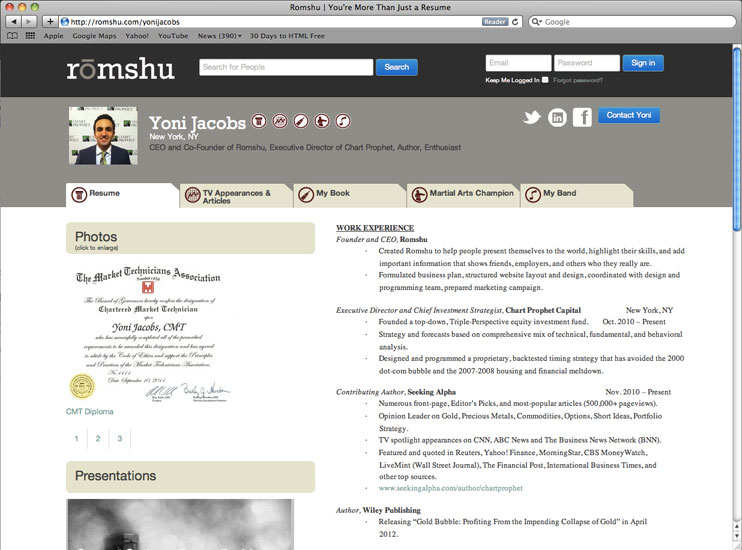 Romshu | You're More Than Just a Resume
http://romshu.com/yonijacobs
Reader
Google
Apple Google Maps Yahoo! YouTube News (390) 30 Days to HTML Free
rōmshu
Search for People
Search
Email
Password
Sign in
Keep Me Logged In
Forgot password?
Yoni Jacobs
New York, NY
CEO and Co-Founder of Romshu, Executive Director of Chart Prophet, Author, Enthusiast
Contact Yoni
Resume
TV Appearances &
Articles
My Book
Martial Arts Champion
My Band
Photos
(click to enlarge)
The Market Technicians Association
The Board of Governors hereby confers the designation of
Chartered Market Technician
upon
Yoni Jacobs, CMT
who has successfully completed all of the prescribed
requirements to be awarded this designation and has agreed
to abide by the Code of Ethics and support the Principles
and Practices of the Market Technicians Association.
Date September 10, 2011
CMT Diploma
1 2 3
Presentations
WORK EXPERIENCE
Founder and CEO, Romshu
· Created Romshu to help people present themselves to the world, highlight their skills, and add
important information that shows friends, employers, and others who they really are.
· Formulated business plan, structured website layout and design, coordinated with design and
programming team, prepared marketing campaign.
Executive Director and Chief Investment Strategist, Chart Prophet Capital New York, NY
· Founded a top-down, Triple-Perspective equity investment fund. Oct. 2010 – Present
· Strategy and forecasts based on comprehensive mix of technical, fundamental, and behavioral
analysis.
· Designed and programmed a proprietary, backtested timing strategy that has avoided the 2000
dot-com bubble and the 2007-2008 housing and financial meltdown.
Contributing Author, Seeking Alpha Nov. 2010 – Present
· Numerous front-page, Editor's Picks, and most-popular articles (500,000+ pageviews).
· Opinion Leader on Gold, Precious Metals, Commodities, Options, Short Ideas, Portfolio
Strategy.
· TV spotlight appearances on CNN, ABC News and The Business News Network (BNN).
· Featured and quoted in Reuters, Yahoo! Finance, MorningStar, CBS MoneyWatch,
LiveMint (Wall Street Journal), The Financial Post, International Business Times, and
other top sources.
· www.seekingalpha.com/author/chartprophet
Author, Wiley Publishing
· Releasing "Gold Bubble: Profiting From the Impending Collapse of Gold" in April
2012.